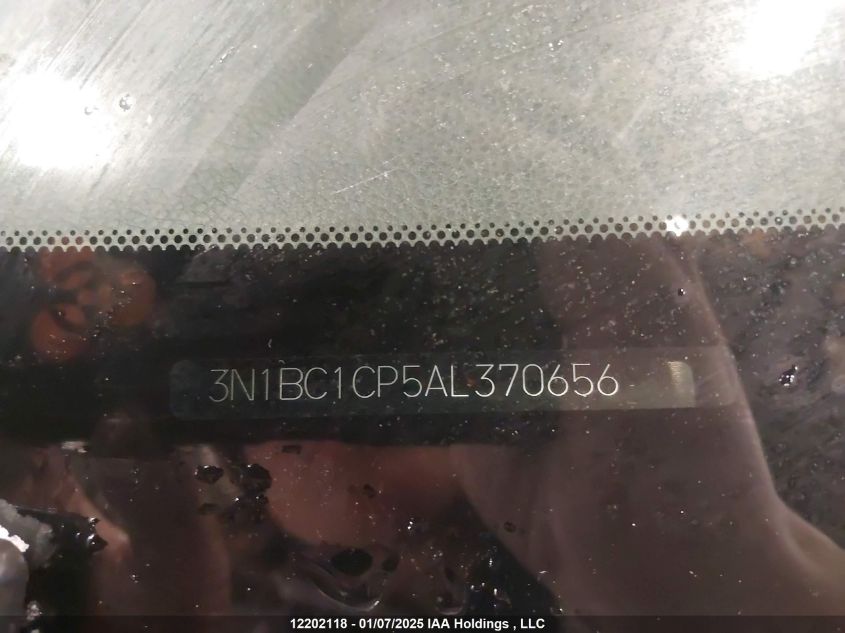 3N1BC1CP5AL370656
12202118 - 01/07/2025 IAA Holdings , LLC